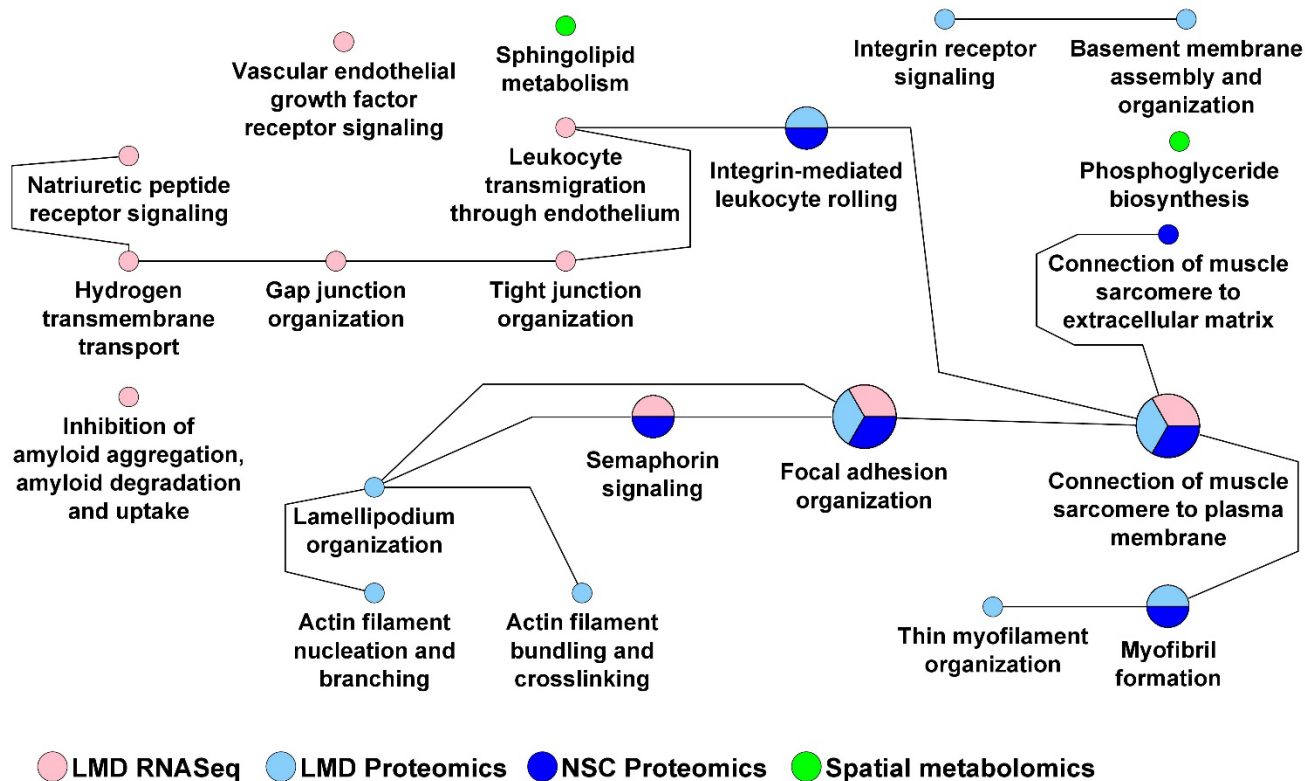 Vascular endothelial
growth factor
receptor signaling
Sphingolipid
metabolism
Integrin receptor
signaling
Basement membrane
assembly and
organization
Natriuretic peptide
receptor signaling
Leukocyte
transmigration
through endothelium
Integrin-mediated
leukocyte rolling
Phosphoglyceride
biosynthesis
Hydrogen
transmembrane
transport
Gap junction
organization
Tight junction
organization
Connection of muscle
sarcomere to
extracellular matrix
Inhibition of
amyloid aggregation,
amyloid degradation
and uptake
Semaphorin
signaling
Focal adhesion
organization
Connection of muscle
sarcomere to plasma
membrane
Lamellipodium
organization
Actin filament
nucleation and
branching
Actin filament
bundling and
crosslinking
Thin myofilament
organization
Myofibril
formation
LMD RNASeq
LMD Proteomics
NSC Proteomics
Spatial metabolomics